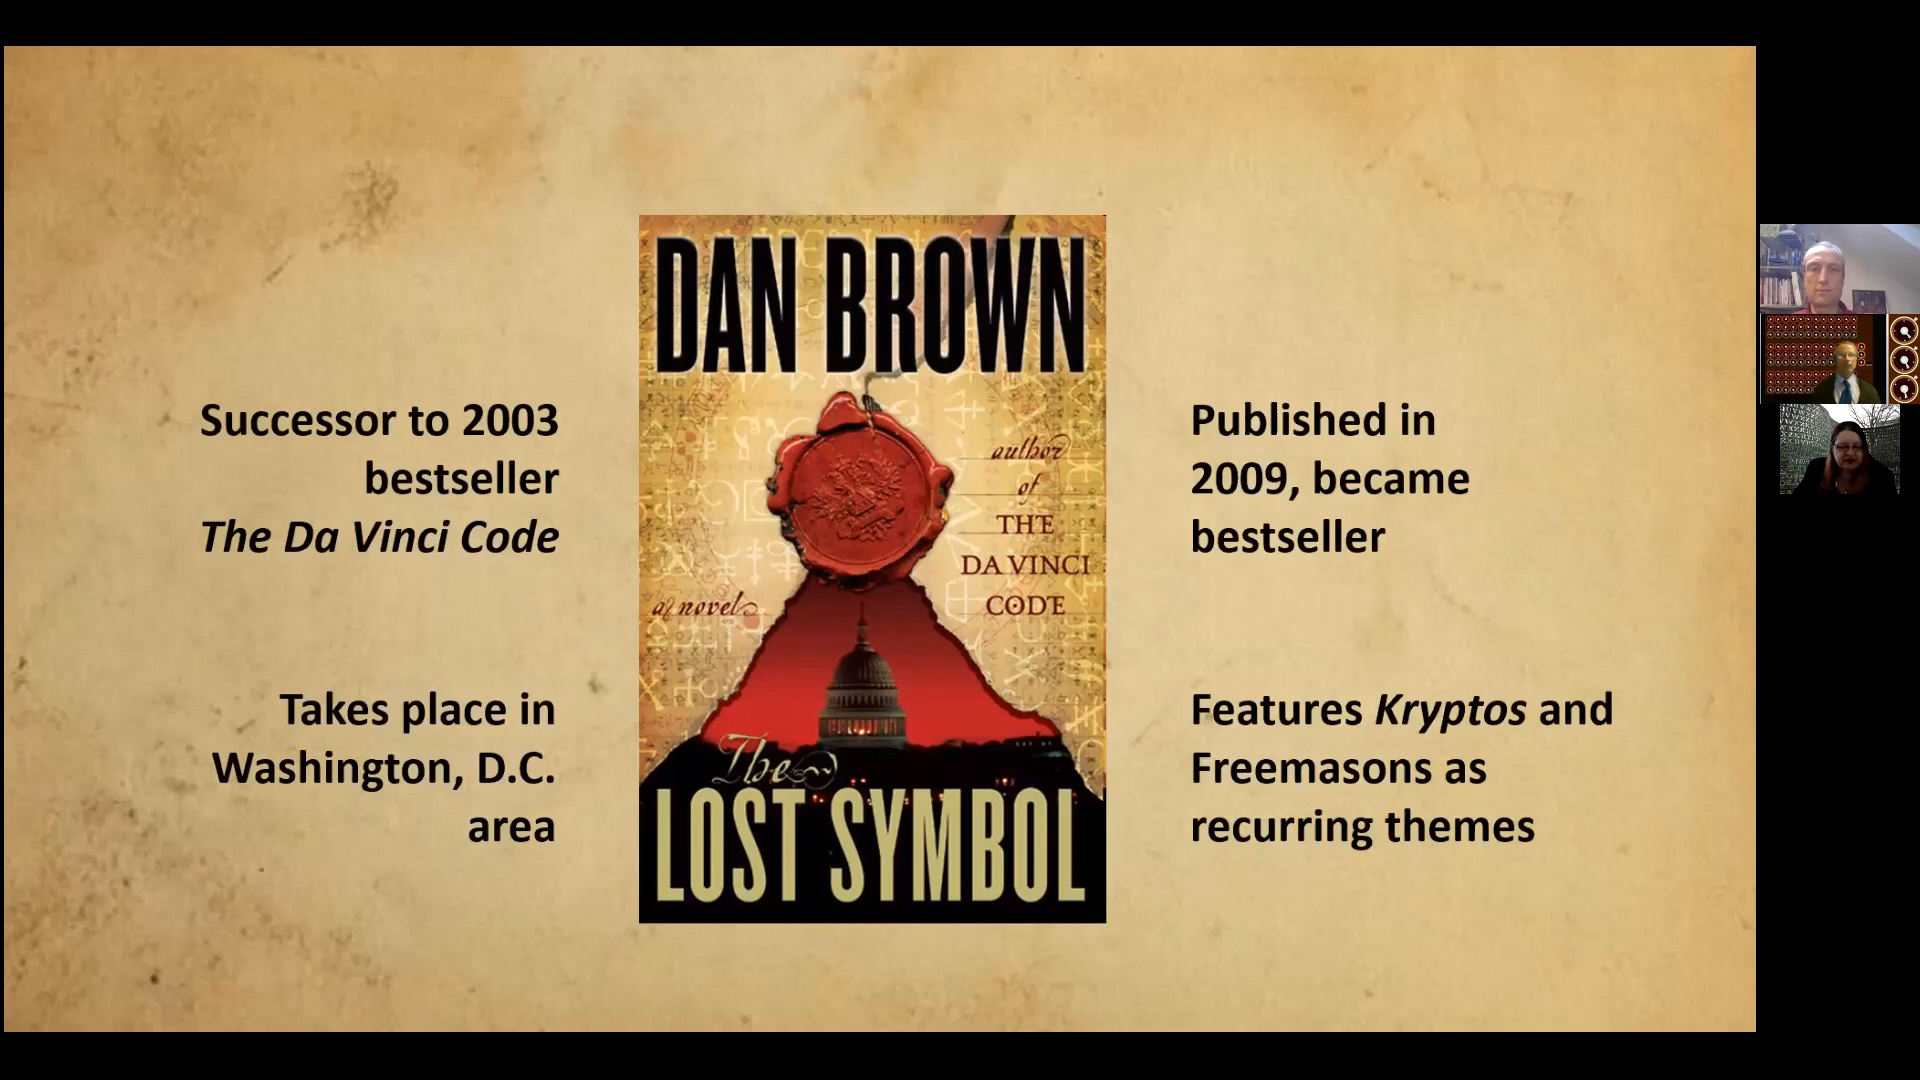 Successor to 2003
bestseller
The Da Vinci Code
Takes place in
Washington, D.C.
area
DAN BROWN
author
of
THE
DA VINCI
CODE
a novel
The
LOST SYMBOL
Published in
2009, became
bestseller
Features Kryptos and
Freemasons as
recurring themes